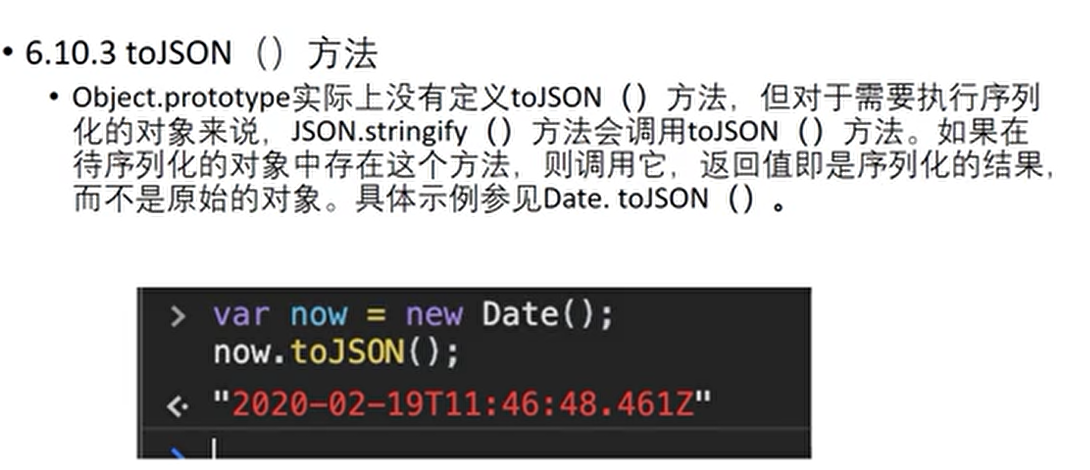 • 6.10.3 toJSON（）方法
• Object.prototype实际上没有定义toJSON（）方法，但对于需要执行序列
化的对象来说，JSON.stringify（）方法会调用toJSON（）方法。如果在
待序列化的对象中存在这个方法，则调用它，返回值即是序列化的结果，
而不是原始的对象。具体示例参见Date. toJSON（）。
> var now = new Date();
now.toJSON();
<· "2020-02-19T11:46:48.461Z"